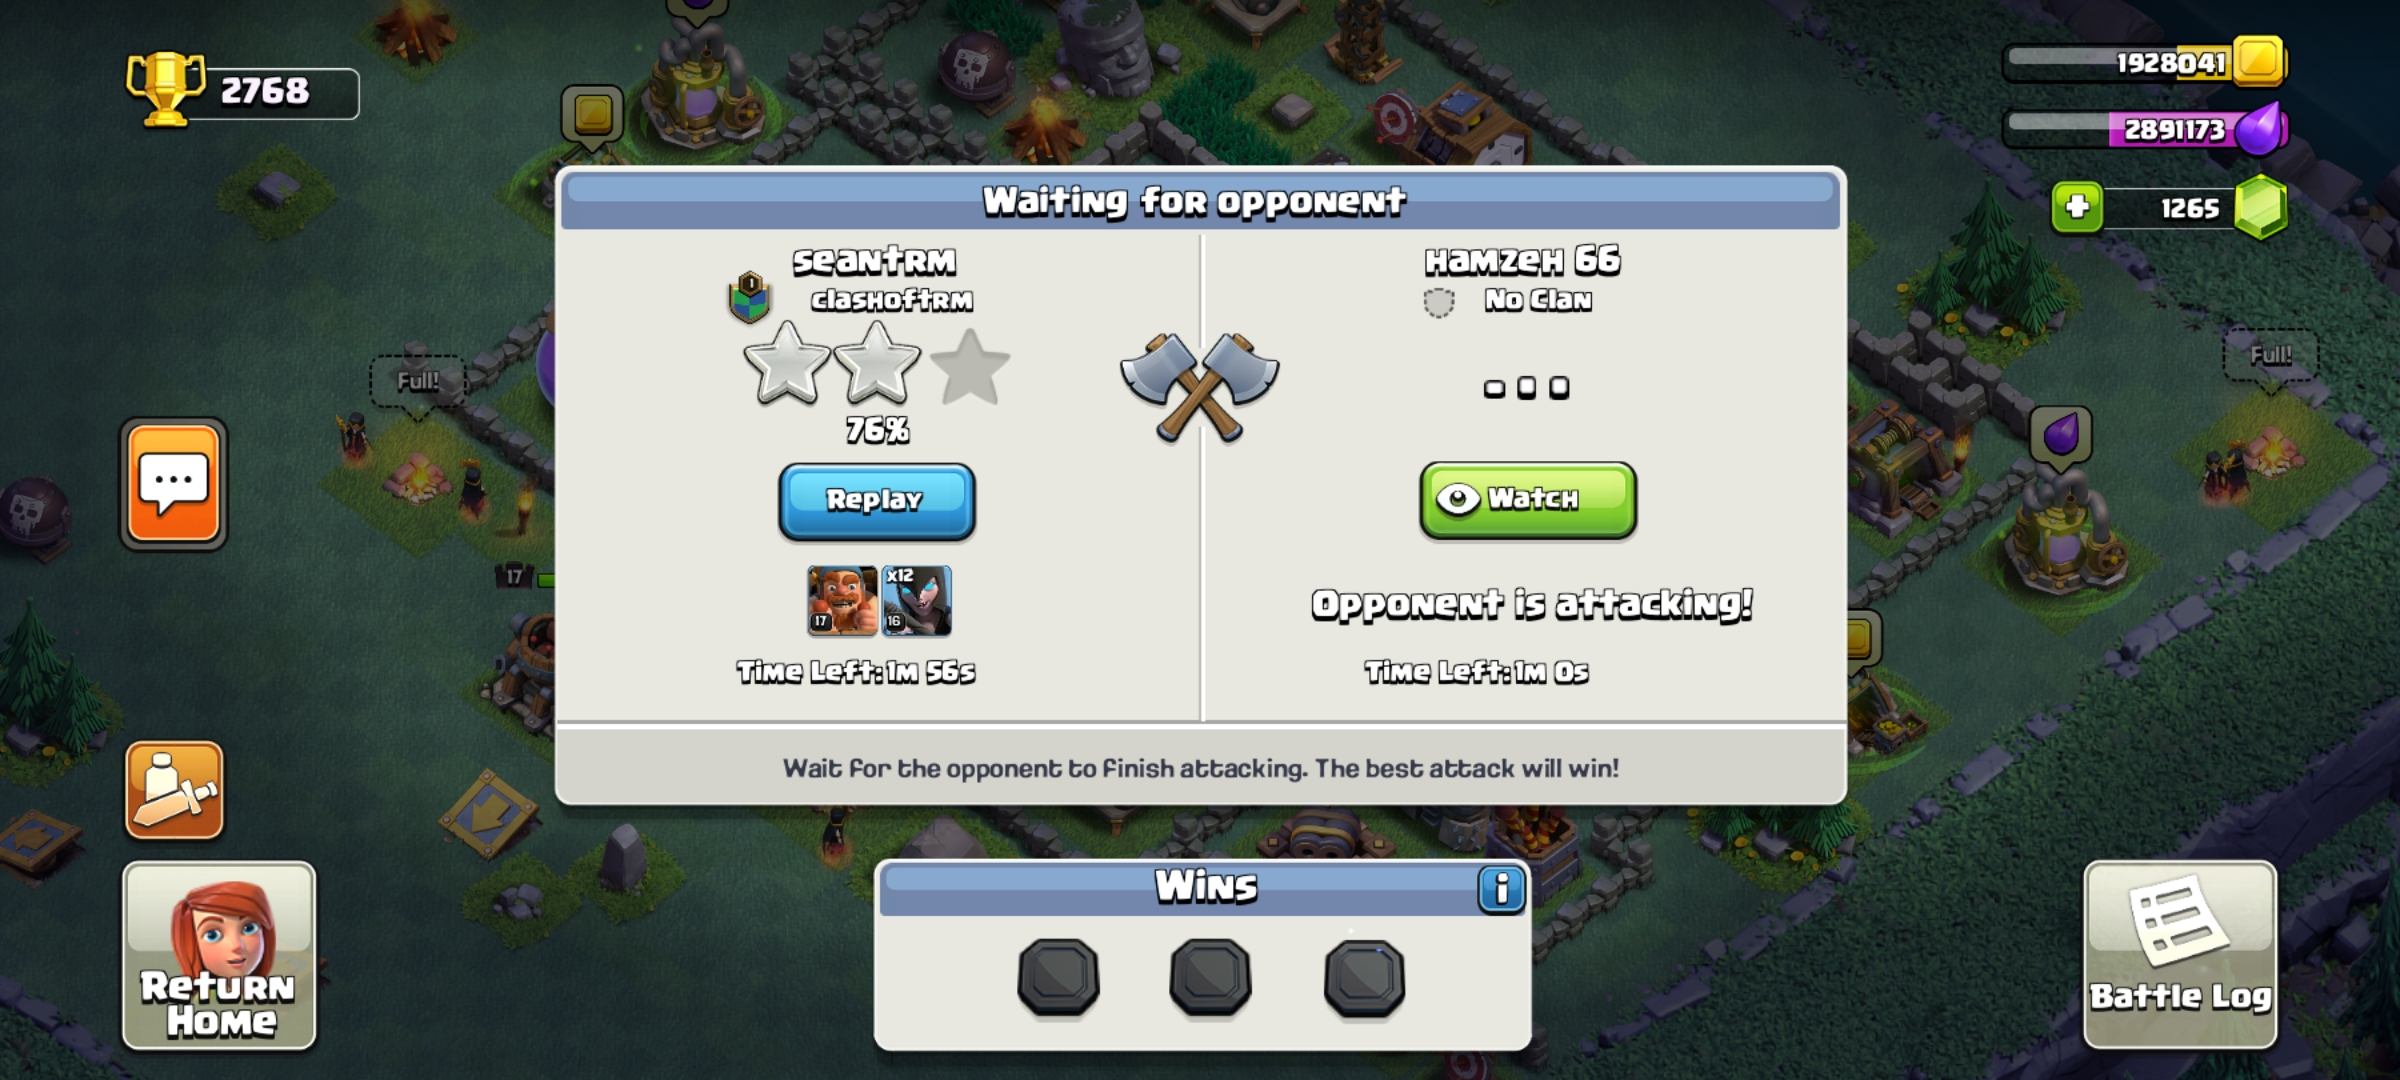 2768
1928041
2891173
1265
Waiting for opponent
seantrm
clashoftrm
76%
Replay
17
x12
16
Time Left:1m 56s
Hamzeh 66
No Clan
Watch
Opponent is attacking!
Time Left:1m 0s
Wait for the opponent to finish attacking. The best attack will win!
Full!
Full!
17
Wins
i
Return
Home
Battle Log